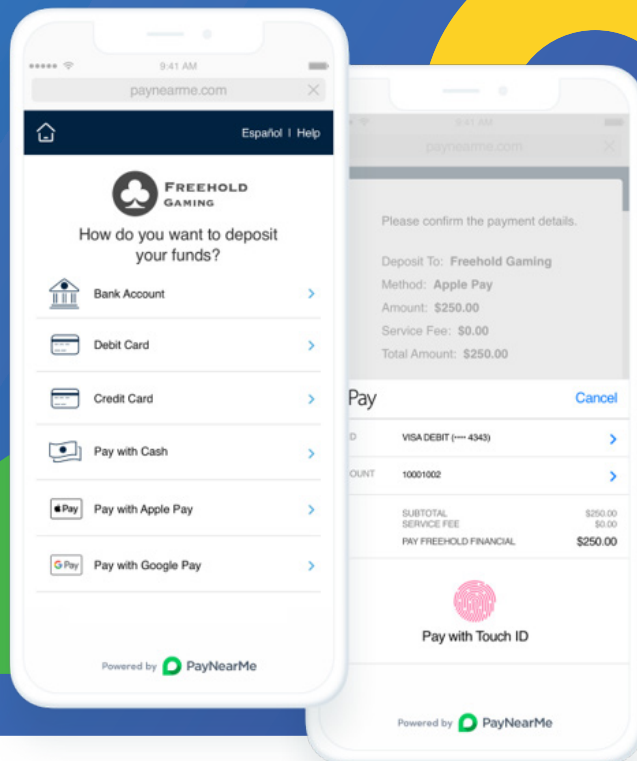 9:41 AM
paynearme.com
Español | Help
FREEHOLD
GAMING
How do you want to deposit
your funds?
Bank Account
Debit Card
Credit Card
Pay with Cash
Pay
Pay with Apple Pay
G Pay
Pay with Google Pay
Powered by PayNearMe
9:41 AM
paynearme.com
Please confirm the payment details.
Deposit To: Freehold Gaming
Method: Apple Pay
Amount: $250.00
Service Fee: $0.00
Total Amount: $250.00
Pay Cancel
D VISA DEBIT (•••• 4343)
OUNT 10001002
SUBTOTAL $250.00
SERVICE FEE $0.00
PAY FREEHOLD FINANCIAL $250.00
Pay with Touch ID
Powered by PayNearMe